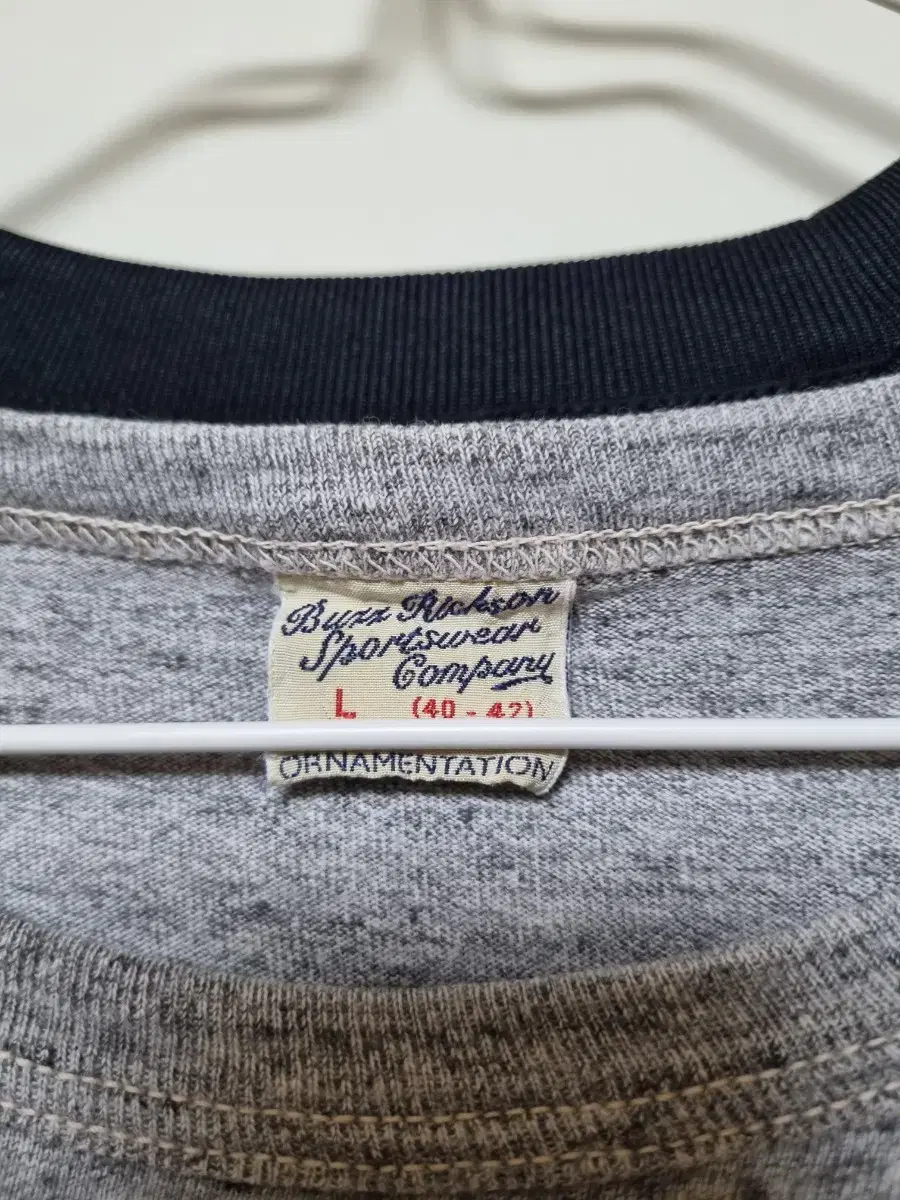 Buzz Rickson
Sportswear
Company
L (40 - 42)
ORNAMENTATION